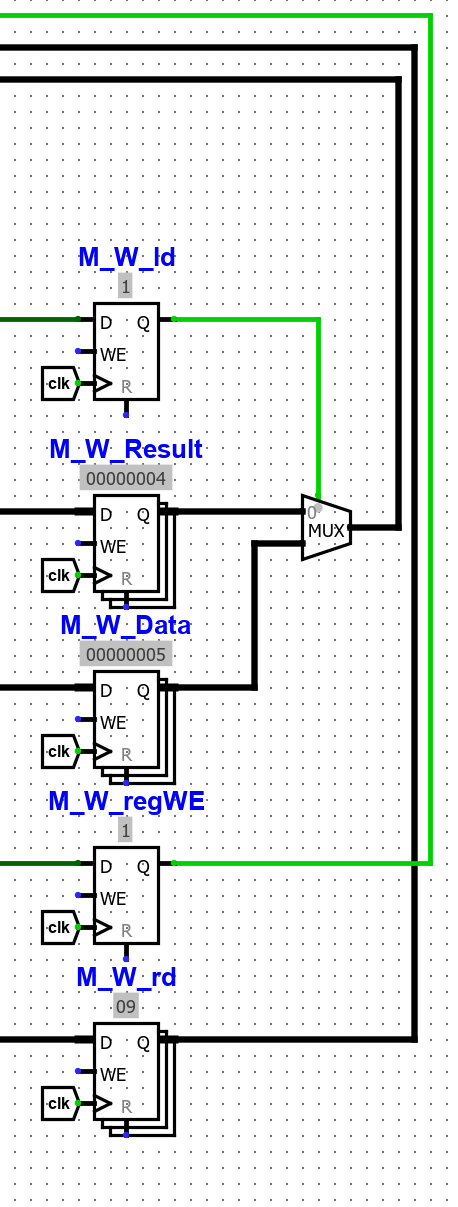 M_W_ld
1
D Q
WE
clk
R
M_W_Result
00000004
D Q
WE
clk
R
0
MUX
M_W_Data
00000005
D Q
WE
clk
R
M_W_regWE
1
D Q
WE
clk
R
M_W_rd
09
D Q
WE
clk
R